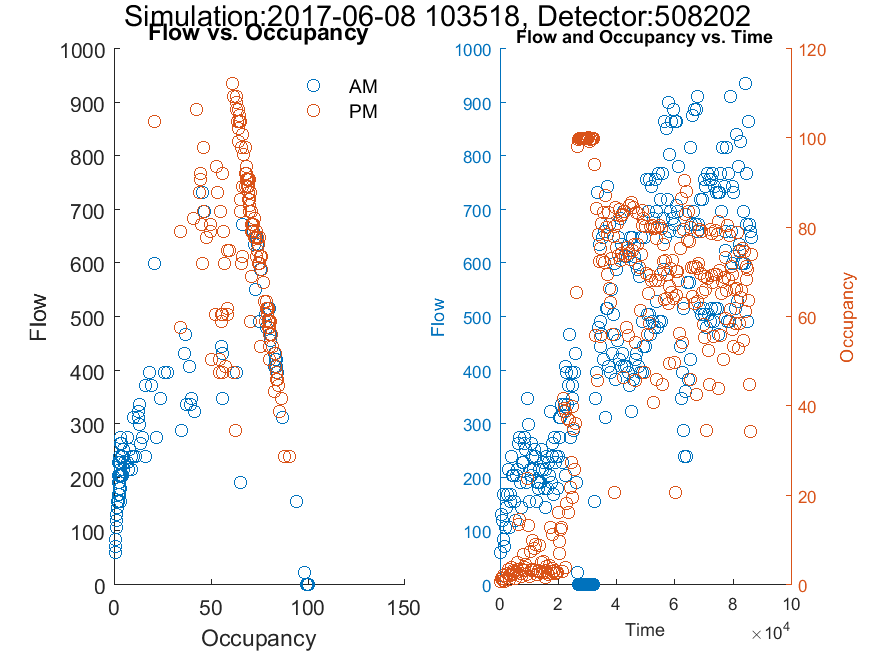 Simulation:2017-06-08 103518, Detector:508202
Flow vs. Occupancy
Flow
1000
900
800
700
600
500
400
300
200
100
0
0 50 100 150
Occupancy
AM
PM
Flow and Occupancy vs. Time
Flow
1000
900
800
700
600
500
400
300
200
100
0
0 2 4 6 8 10
×10^4
Time
120
100
80
60
40
20
0
Occupancy